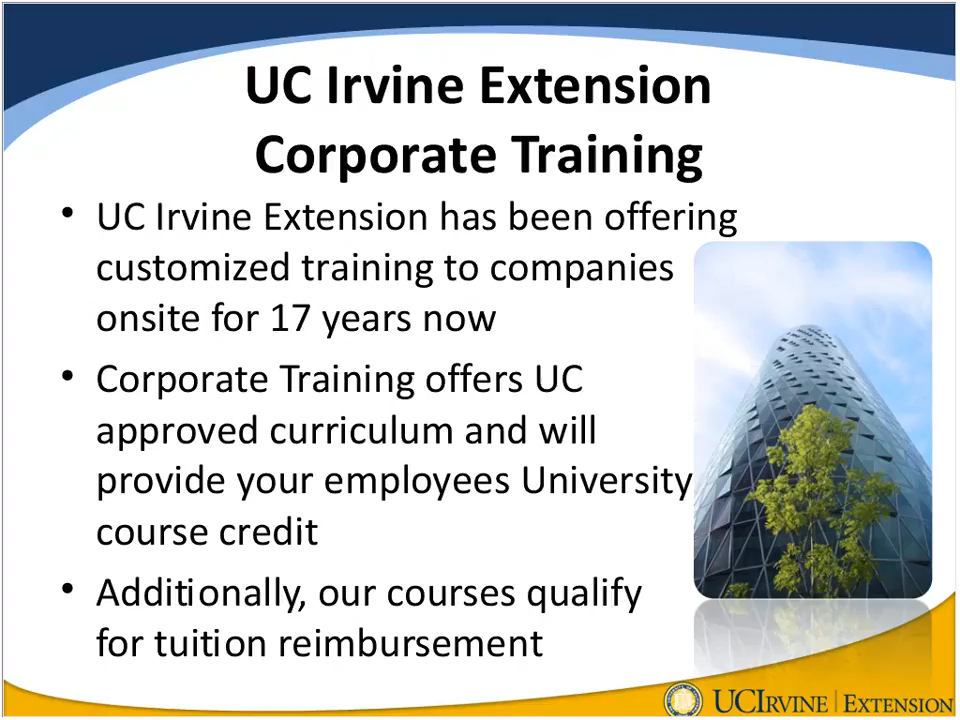 UC Irvine Extension
Corporate Training
• UC Irvine Extension has been offering
customized training to companies
onsite for 17 years now
• Corporate Training offers UC
approved curriculum and will
provide your employees University
course credit
• Additionally, our courses qualify
for tuition reimbursement
UCIRVINE | EXTENSION